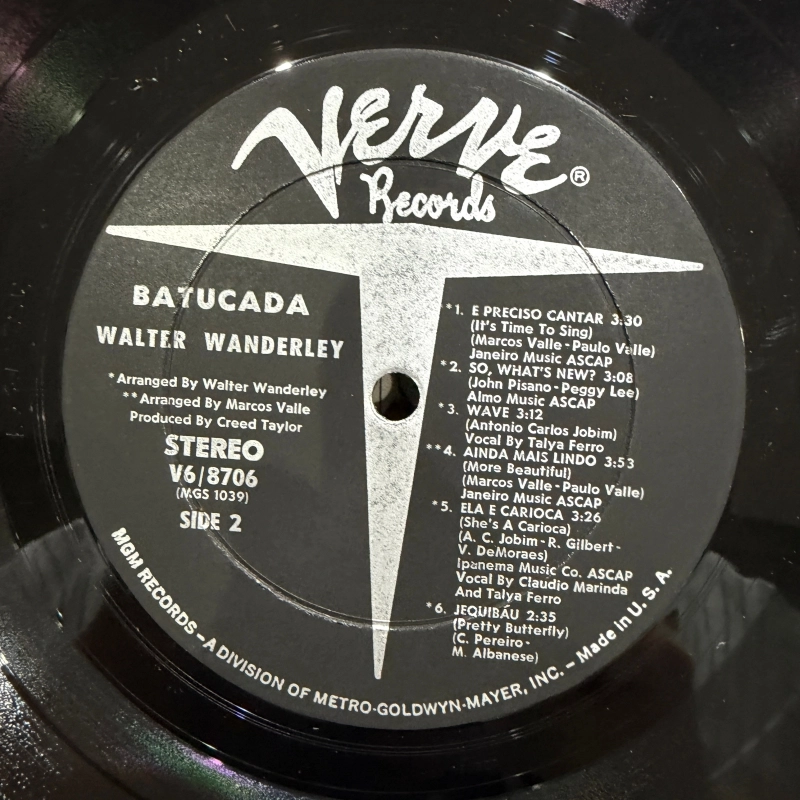 VERVE ®
Records
BATUCADA
WALTER WANDERLEY
*Arranged By Walter Wanderley
**Arranged By Marcos Valle
Produced By Creed Taylor
STEREO
V6/8706
(MGS 1039)
SIDE 2
*1. E PRECISO CANTAR 3:30
(It's Time To Sing)
(Marcos Valle-Paulo Valle)
Janeiro Music ASCAP
*2. SO, WHAT'S NEW? 3:08
(John Pisano-Peggy Lee)
Almo Music ASCAP
*3. WAVE 3:12
(Antonio Carlos Jobim)
Vocal By Talya Ferro
**4. AINDA MAIS LINDO 3:53
(More Beautiful)
(Marcos Valle-Paulo Valle)
Janeiro Music ASCAP
*5. ELA E CARIOCA 3:26
(She's A Carioca)
(A. C. Jobim-R. Gilbert-
V. DeMoraes)
Ipanema Music Co. ASCAP
Vocal By Claudio Marinda
And Talya Ferro
*6. JEQUIBÁU 2:35
(Pretty Butterfly)
(C. Pereiro-
M. Albanese)
MGM RECORDS – A DIVISION OF METRO-GOLDWYN-MAYER, INC. – Made in U. S. A.